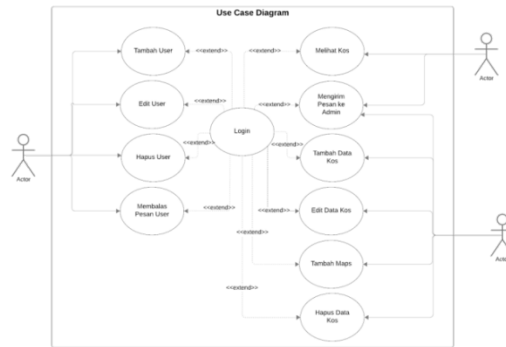 Use Case Diagram
Tambah User
<<extend>>
<<extend>>
Melihat Kos
Actor
Edit User
<<extend>>
<<extend>>
Mengirim
Pesan ke
Admin
Login
Actor
Hapus User
<<extend>>
<<extend>>
Tambah Data
Kos
Membalas
Pesan User
<<extend>>
<<extend>>
Edit Data Kos
<<extend>>
Actor
Tambah Maps
<<extend>>
Hapus Data
Kos